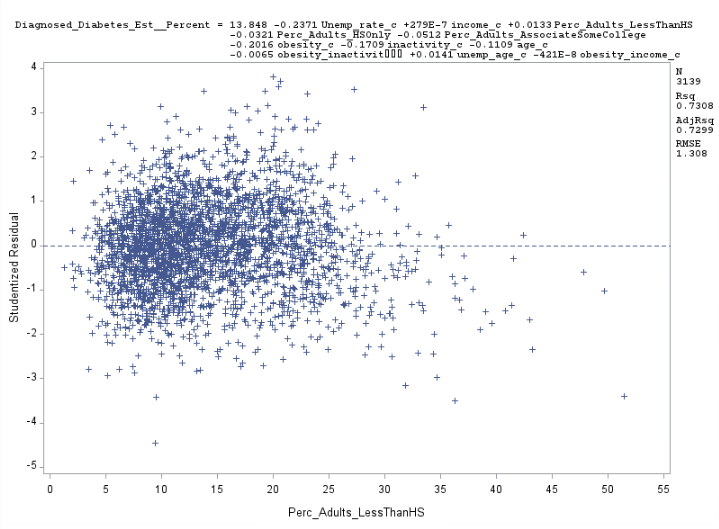 Diagnosed_Diabetes_Est__Percent = 13.848 -0.2371 Unemp_rate_c +279E-7 income_c +0.0133 Perc_Adults_LessThanHS
-0.0321 Perc_Adults_HSOnly -0.0512 Perc_Adults_AssociateSomeCollege
-0.2016 obesity_c -0.1709 inactivity_c -0.1109 age_c
-0.0065 obesity_inactivit▯▯▯ +0.0141 unemp_age_c -421E-8 obesity_income_c
N
3139
Rsq
0.7308
AdjRsq
0.7299
RMSE
1.308
Studentized Residual
4
3
2
1
0
-1
-2
-3
-4
-5
0 5 10 15 20 25 30 35 40 45 50 55
Perc_Adults_LessThanHS